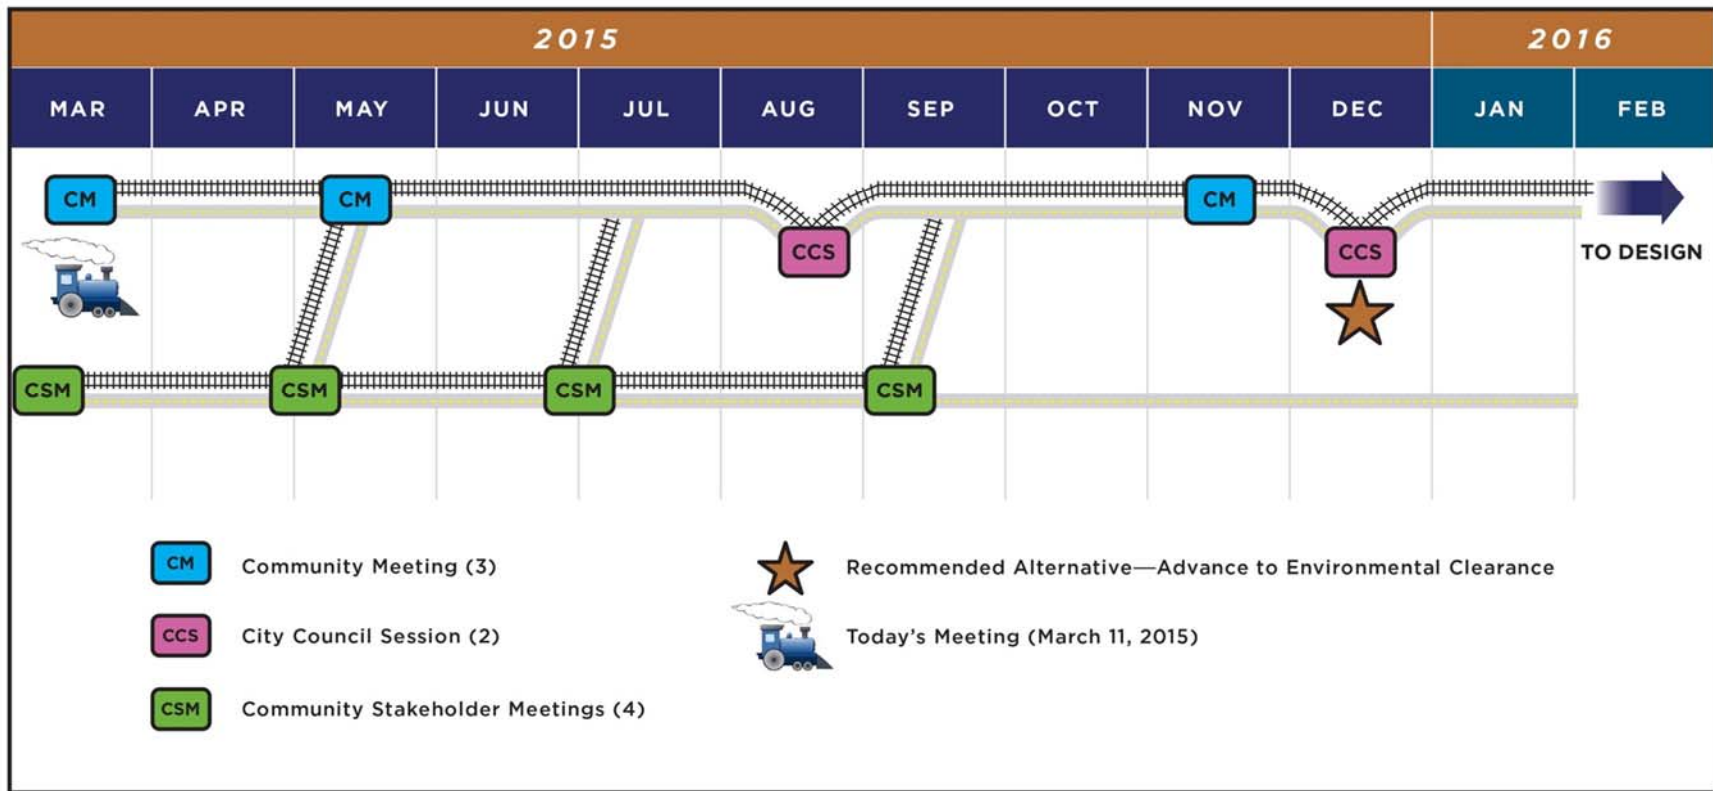 2015 2016
MAR APR MAY JUN JUL AUG SEP OCT NOV DEC JAN FEB
CM CM CM
CCS CCS TO DESIGN
CSM CSM CSM CSM
CM Community Meeting (3)
Recommended Alternative—Advance to Environmental Clearance
CCS City Council Session (2)
Today's Meeting (March 11, 2015)
CSM Community Stakeholder Meetings (4)